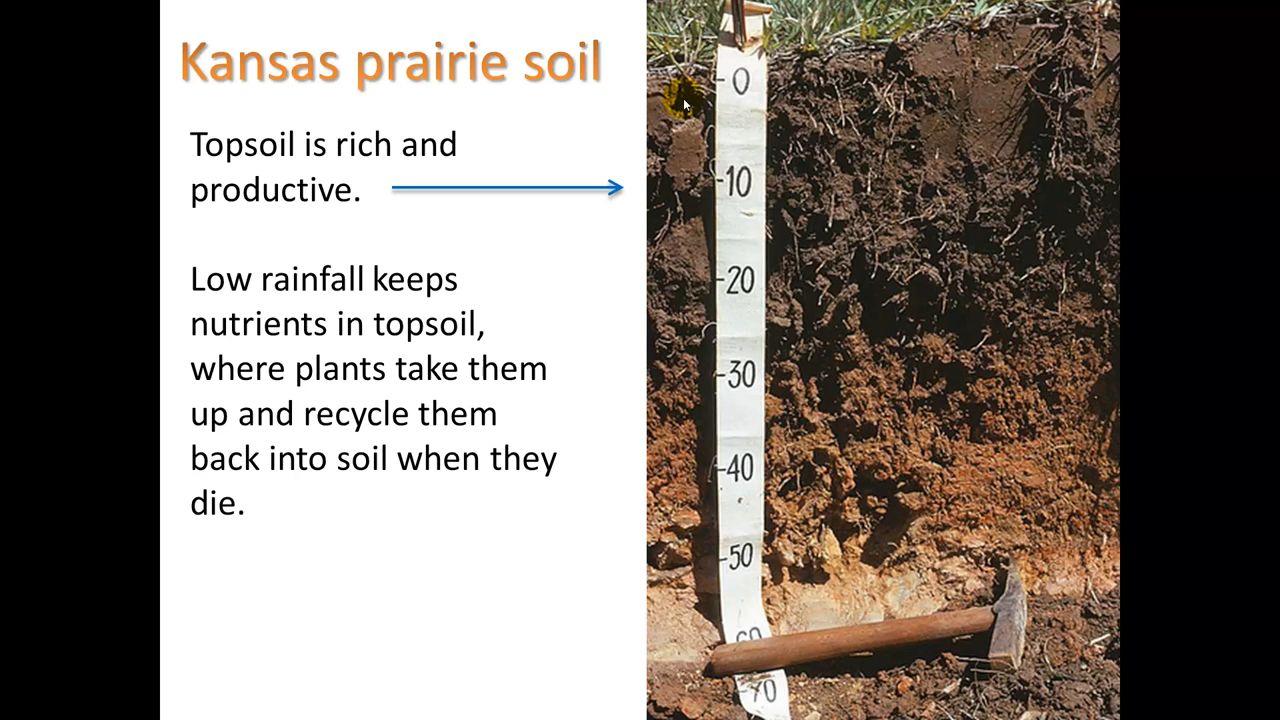 Kansas prairie soil
Topsoil is rich and
productive.
Low rainfall keeps
nutrients in topsoil,
where plants take them
up and recycle them
back into soil when they
die.
0
10
20
30
40
50
60
70